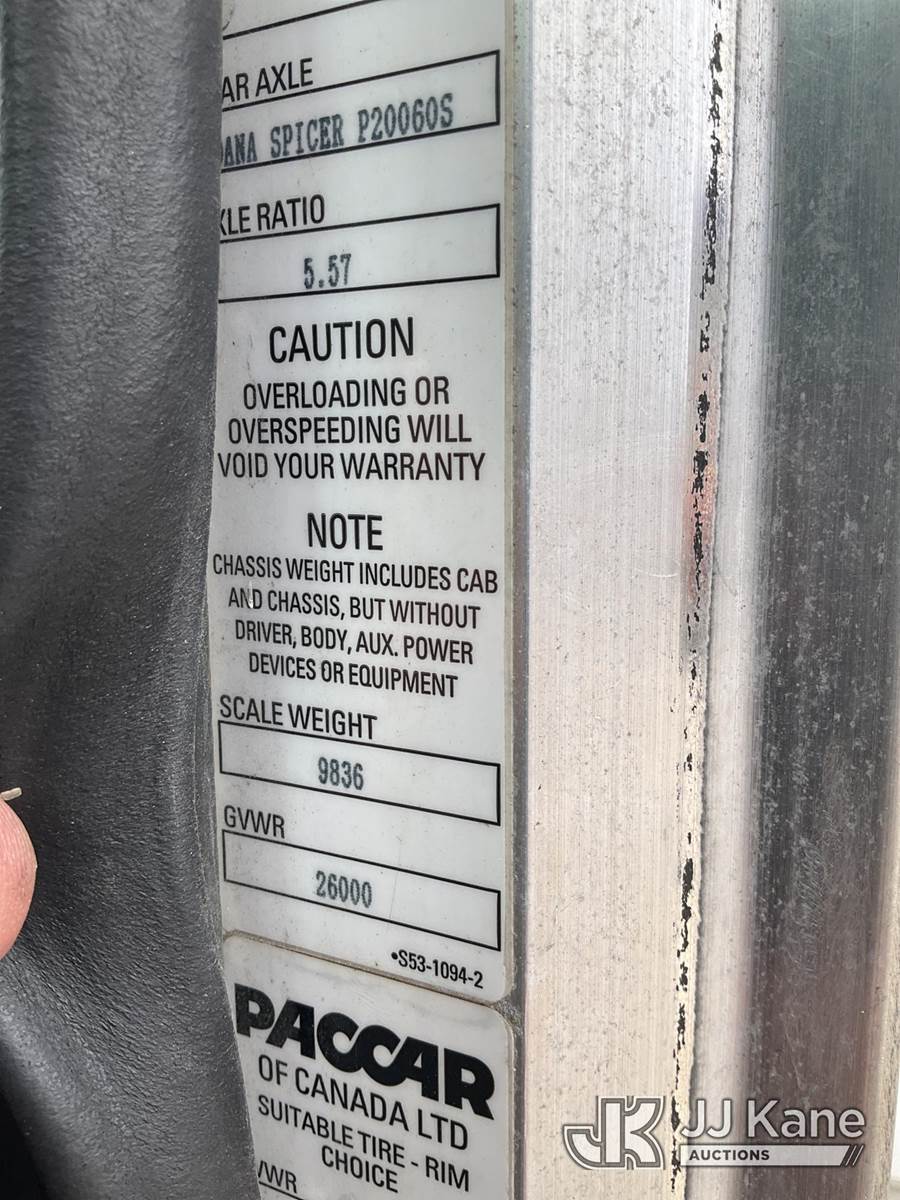 AR AXLE
DANA SPICER P20060S
XLE RATIO
5.57
CAUTION
OVERLOADING OR
OVERSPEEDING WILL
VOID YOUR WARRANTY
NOTE
CHASSIS WEIGHT INCLUDES CAB
AND CHASSIS, BUT WITHOUT
DRIVER, BODY, AUX. POWER
DEVICES OR EQUIPMENT
SCALE WEIGHT
9836
GVWR
26000
•S53-1094-2
PACCAR
OF CANADA LTD
SUITABLE TIRE - RIM
CHOICE
VWR
JK JJ Kane
AUCTIONS